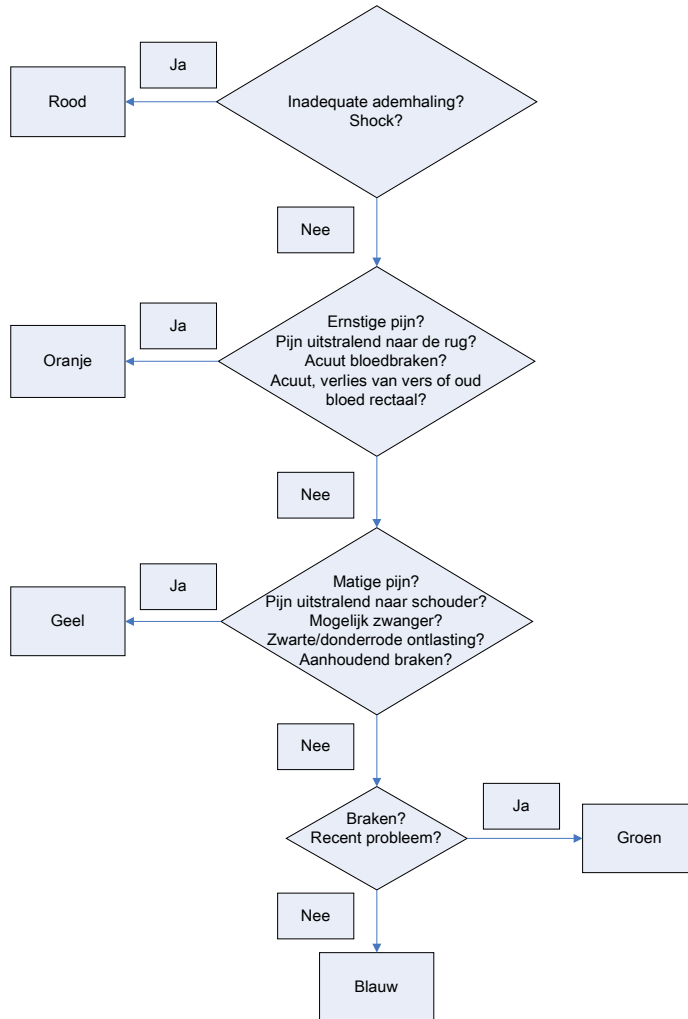 Ja
Rood
Inadequate ademhaling?
Shock?
Nee
Ja
Oranje
Ernstige pijn?
Pijn uitstralend naar de rug?
Acuut bloedbraken?
Acuut, verlies van vers of oud
bloed rectaal?
Nee
Ja
Geel
Matige pijn?
Pijn uitstralend naar schouder?
Mogelijk zwanger?
Zwarte/donderrode ontlasting?
Aanhoudend braken?
Nee
Braken?
Recent probleem?
Ja
Groen
Nee
Blauw